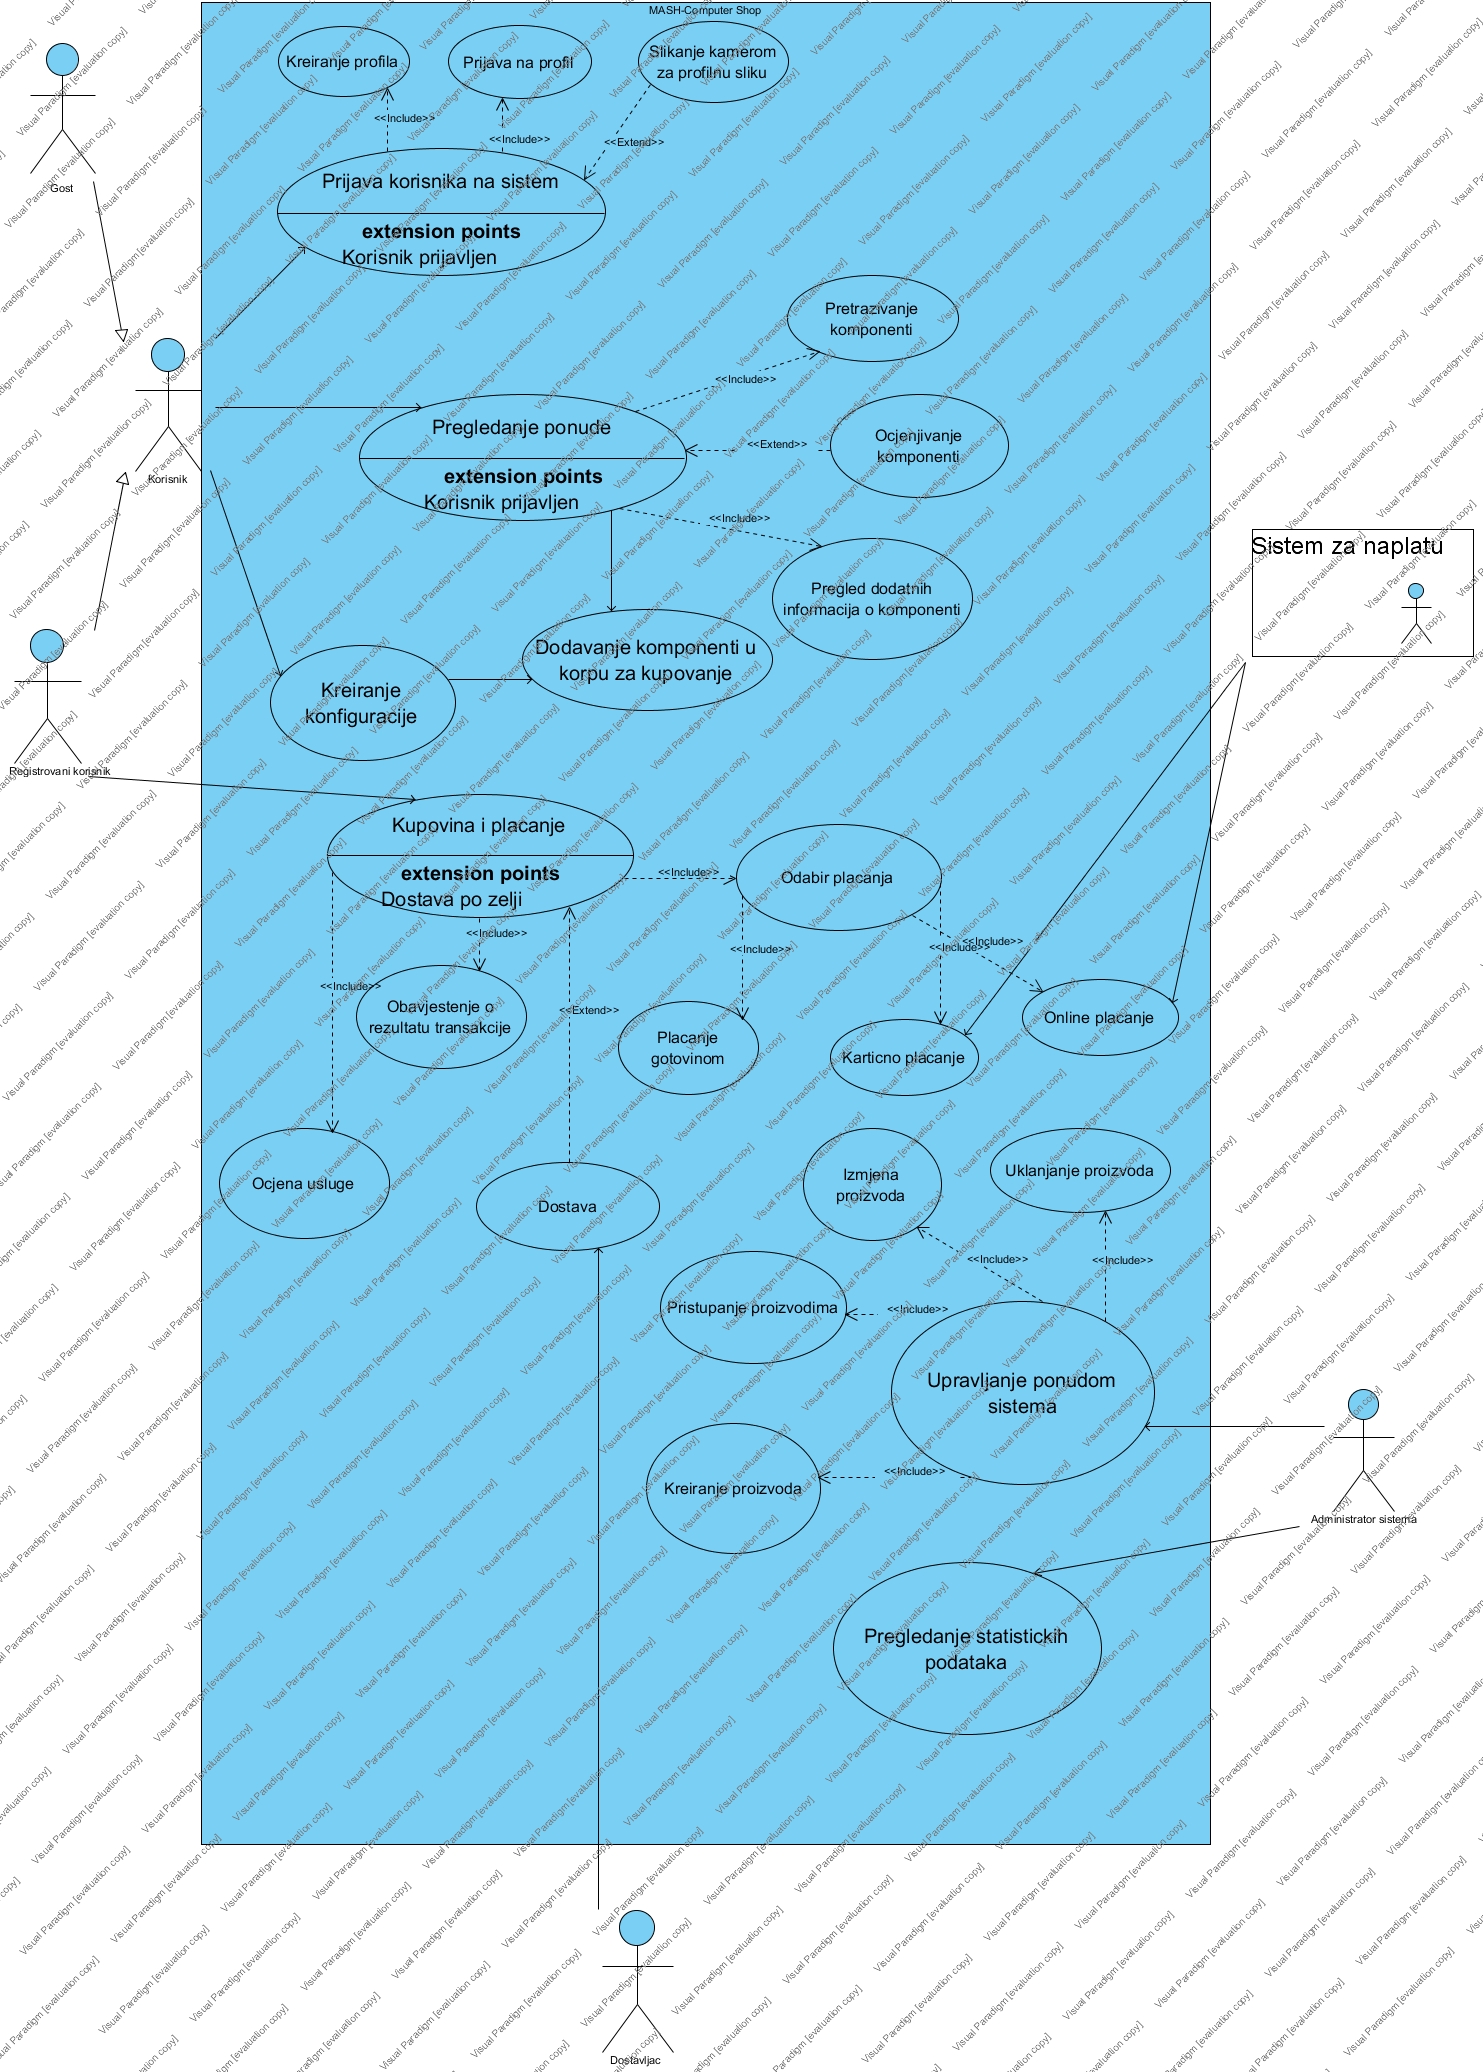 MASH-Computer Shop
Kreiranje profila
Prijava na profil
Slikanje kamerom
za profilnu sliku
<<Include>>
<<Include>>
<<Extend>>
Prijava korisnika na sistem
extension points
Korisnik prijavljen
Gost
Pretrazivanje
komponenti
<<Include>>
Pregledanje ponude
extension points
Korisnik prijavljen
<<Extend>>
Ocjenjivanje
komponenti
Korisnik
<<Include>>
Pregled dodatnih
informacija o komponenti
Sistem za naplatu
Dodavanje komponenti u
korpu za kupovanje
Kreiranje
konfiguracije
Registrovani korisnik
Kupovina i placanje
extension points
Dostava po zelji
<<Include>>
Odabir placanja
<<Include>>
<<Include>>
<<Include>>
<<Include>>
<<Include>>
<<Extend>>
Obavjestenje o
rezultatu transakcije
Placanje
gotovinom
Karticno placanje
Online placanje
Ocjena usluge
Dostava
Izmjena
proizvoda
Uklanjanje proizvoda
<<Include>>
<<Include>>
Pristupanje proizvodima
<<Include>>
Upravljanje ponudom
sistema
Kreiranje proizvoda
<<Include>>
Administrator sistema
Pregledanje statistickih
podataka
Dostavljac
Visual Paradigm [evaluation copy]